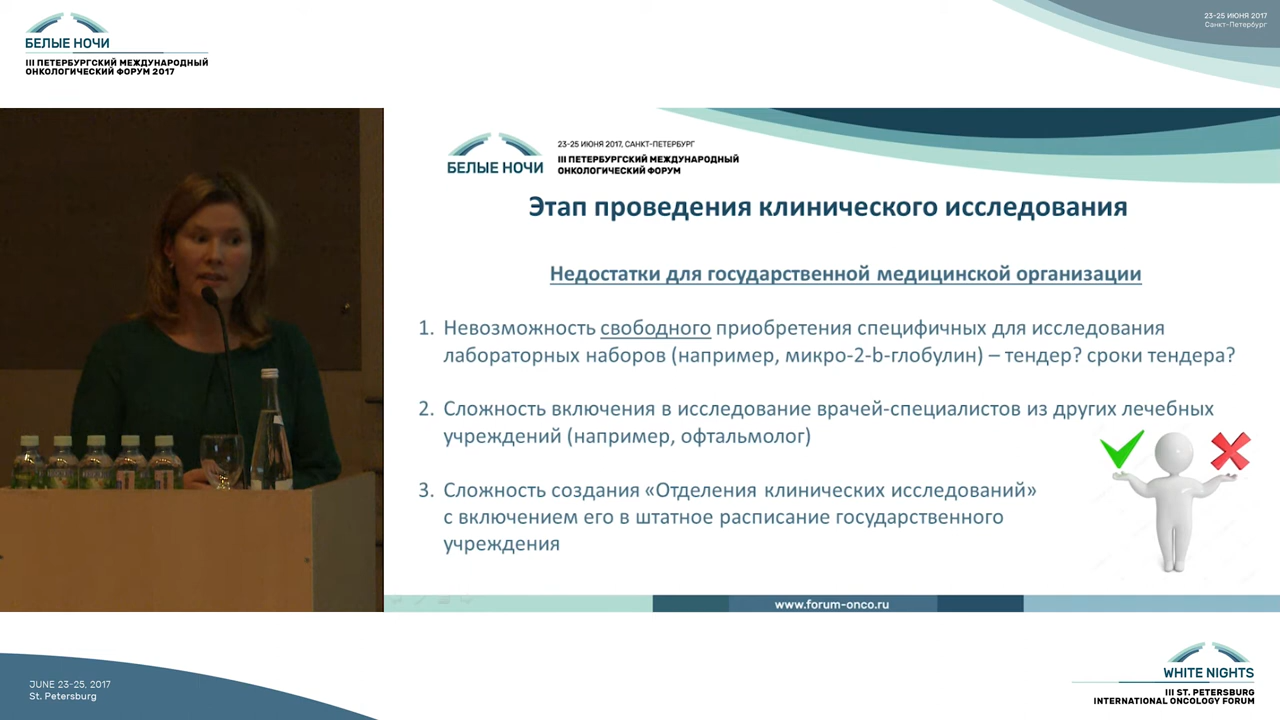 БЕЛЫЕ НОЧИ
III ПЕТЕРБУРГСКИЙ МЕЖДУНАРОДНЫЙ
ОНКОЛОГИЧЕСКИЙ ФОРУМ 2017
23-25 ИЮНЯ 2017
Санкт-Петербург
БЕЛЫЕ НОЧИ
23-25 ИЮНЯ 2017, САНКТ-ПЕТЕРБУРГ
III ПЕТЕРБУРГСКИЙ МЕЖДУНАРОДНЫЙ
ОНКОЛОГИЧЕСКИЙ ФОРУМ
Этап проведения клинического исследования
Недостатки для государственной медицинской организации
1. Невозможность свободного приобретения специфичных для исследования
лабораторных наборов (например, микро-2-b-глобулин) – тендер? сроки тендера?
2. Сложность включения в исследование врачей-специалистов из других лечебных
учреждений (например, офтальмолог)
3. Сложность создания «Отделения клинических исследований»
с включением его в штатное расписание государственного
учреждения
www.forum-onco.ru
JUNE 23-25, 2017
St. Petersburg
WHITE NIGHTS
III ST. PETERSBURG
INTERNATIONAL ONCOLOGY FORUM